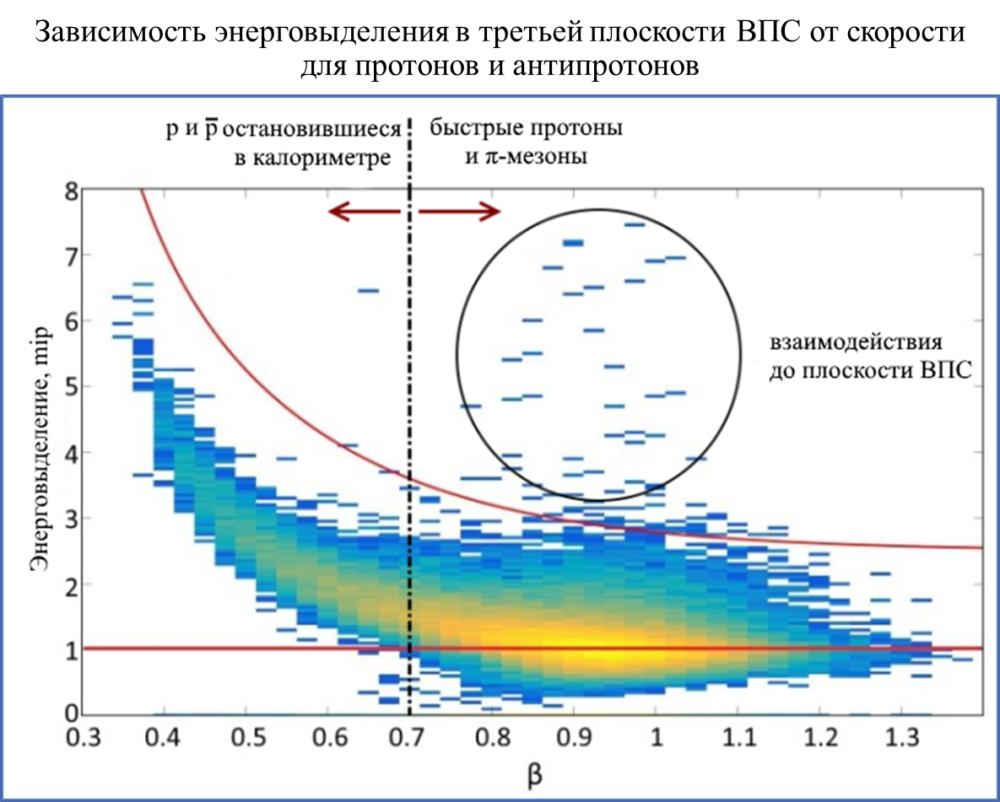 Зависимость энерговыделения в третьей плоскости ВПС от скорости
для протонов и антипротонов
p и p̅ остановившиеся
в калориметре
быстрые протоны
и π-мезоны
взаимодействия
до плоскости ВПС
Энерговыделение, mip
8
7
6
5
4
3
2
1
0
0.3 0.4 0.5 0.6 0.7 0.8 0.9 1 1.1 1.2 1.3
β